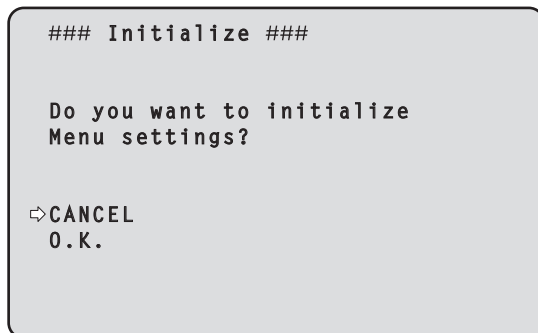 ### Initialize ###
Do you want to initialize
Menu settings?
⇨CANCEL
O.K.